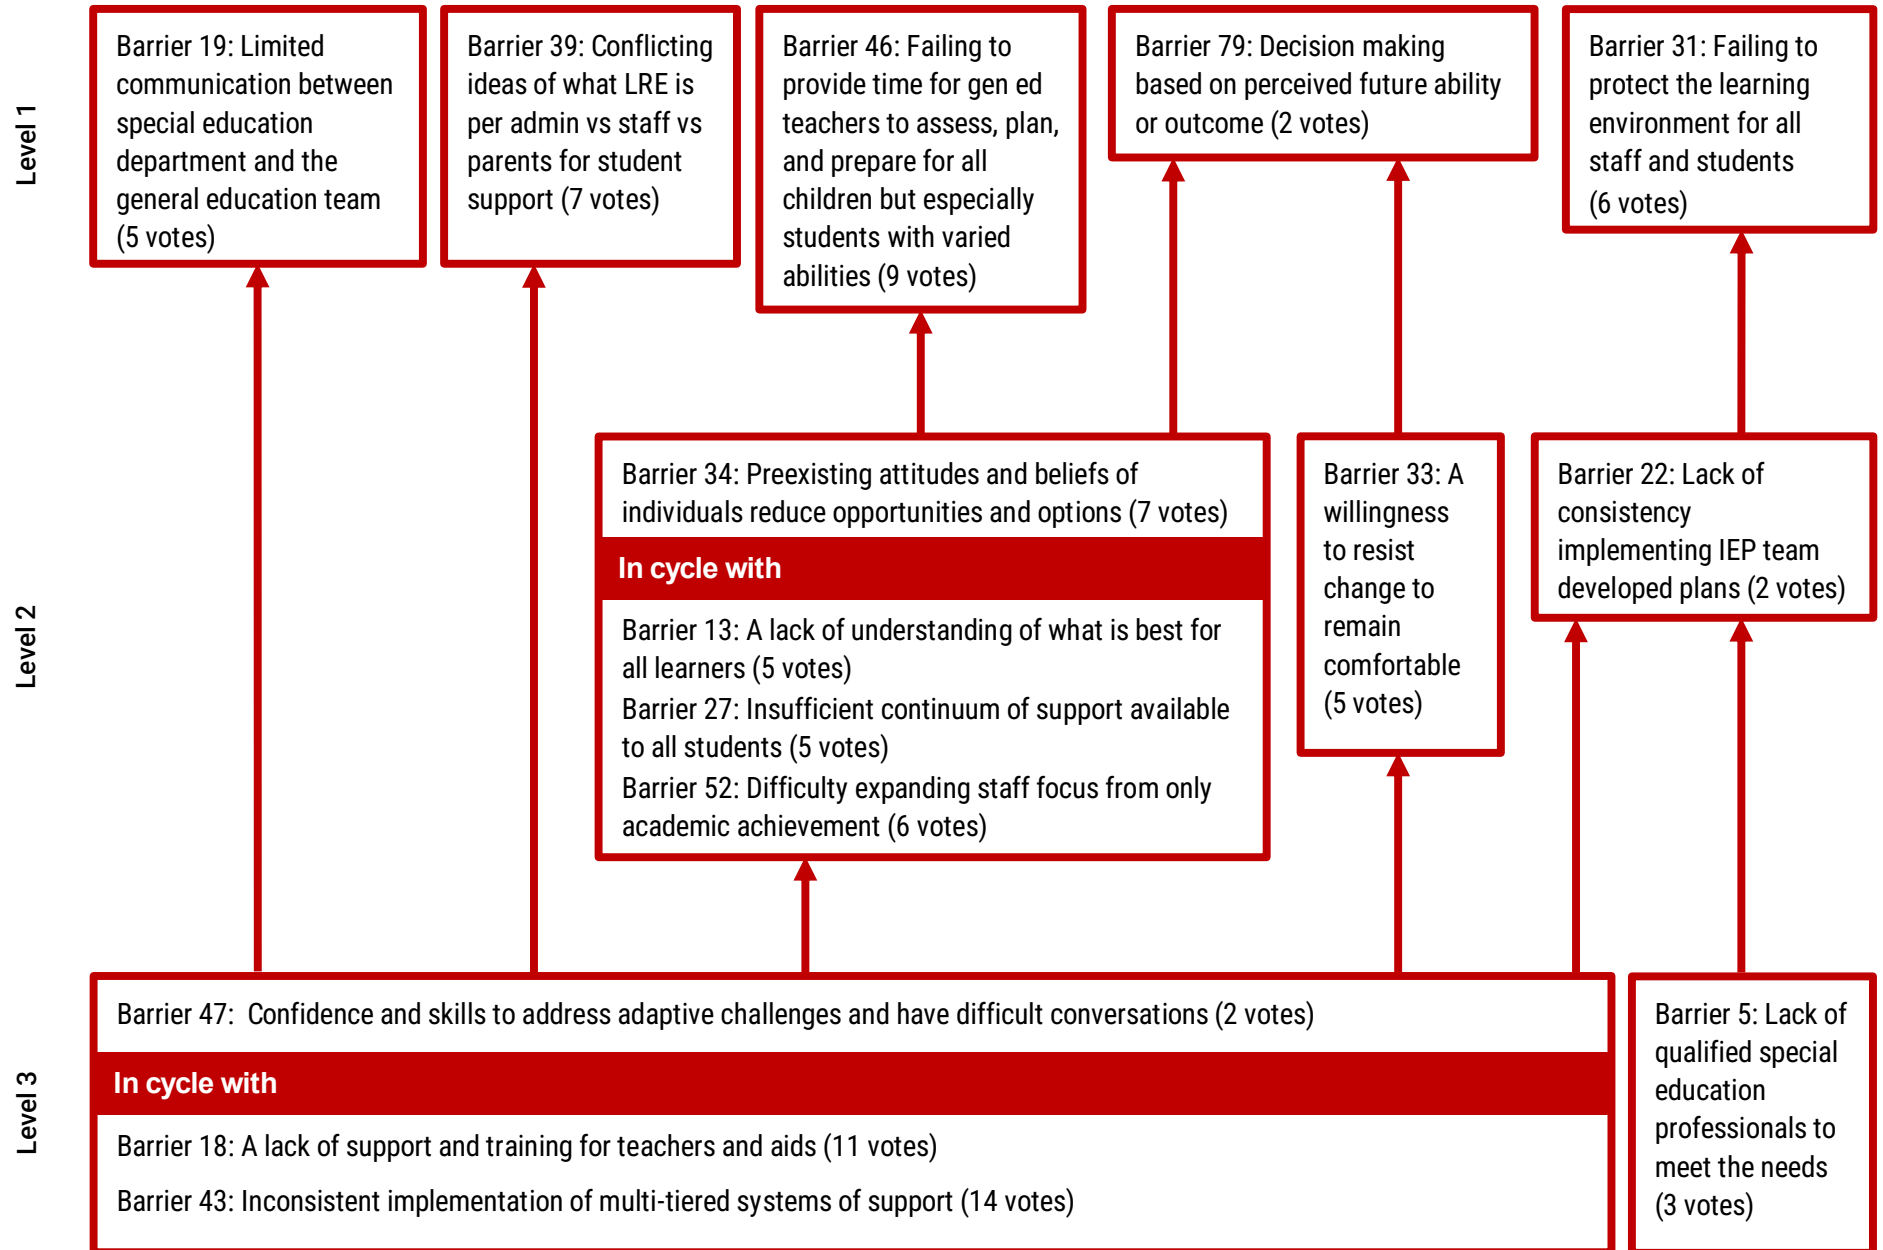 Level 1
Barrier 19: Limited
communication between
special education
department and the
general education team
(5 votes)
Barrier 39: Conflicting
ideas of what LRE is
per admin vs staff vs
parents for student
support (7 votes)
Barrier 46: Failing to
provide time for gen ed
teachers to assess, plan,
and prepare for all
children but especially
students with varied
abilities (9 votes)
Barrier 79: Decision making
based on perceived future ability
or outcome (2 votes)
Barrier 31: Failing to
protect the learning
environment for all
staff and students
(6 votes)
Level 2
Barrier 34: Preexisting attitudes and beliefs of
individuals reduce opportunities and options (7 votes)
In cycle with
Barrier 13: A lack of understanding of what is best for
all learners (5 votes)
Barrier 27: Insufficient continuum of support available
to all students (5 votes)
Barrier 52: Difficulty expanding staff focus from only
academic achievement (6 votes)
Barrier 33: A
willingness
to resist
change to
remain
comfortable
(5 votes)
Barrier 22: Lack of
consistency
implementing IEP team
developed plans (2 votes)
Level 3
Barrier 47:  Confidence and skills to address adaptive challenges and have difficult conversations (2 votes)
In cycle with
Barrier 18: A lack of support and training for teachers and aids (11 votes)
Barrier 43: Inconsistent implementation of multi-tiered systems of support (14 votes)
Barrier 5: Lack of
qualified special
education
professionals to
meet the needs
(3 votes)